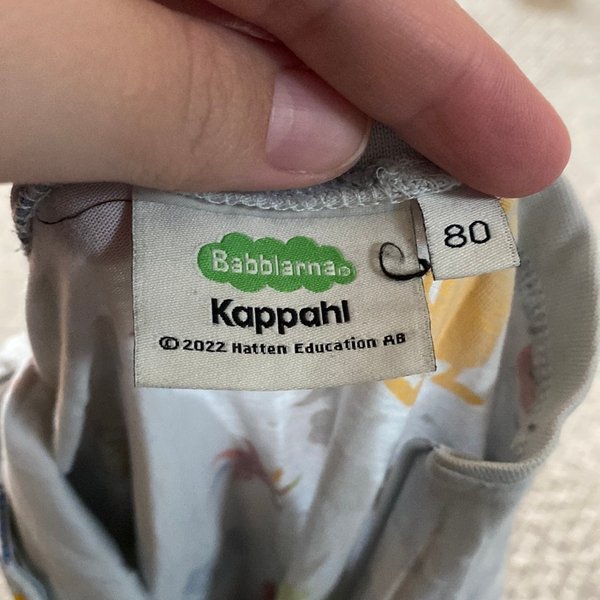 Babblarna®
Kappahl
© 2022 Hatten Education AB
80